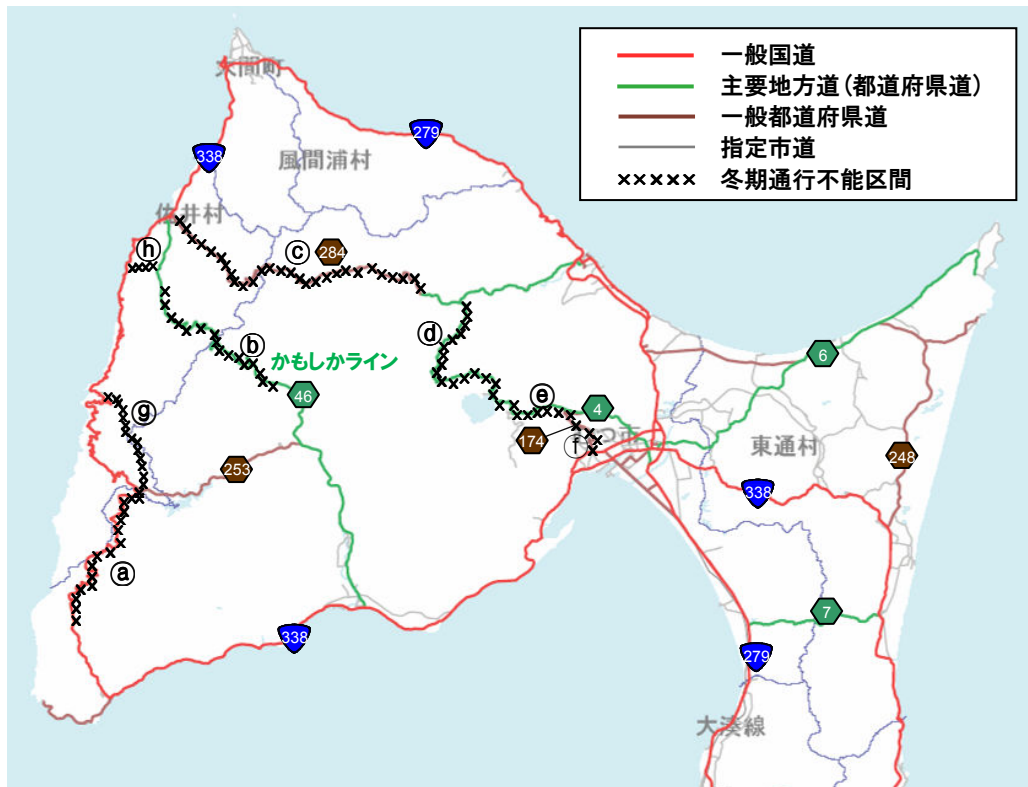 一般国道
主要地方道(都道府県道)
一般都道府県道
指定市道
××××× 冬期通行不能区間
大間町
279
338
風間浦村
佐井村
ⓗ
ⓒ
284
ⓓ
ⓑ
かもしかライン
6
46
ⓔ
4
ⓖ
174
むつ市
ⓕ
東通村
248
253
338
ⓐ
7
338
279
大湊線